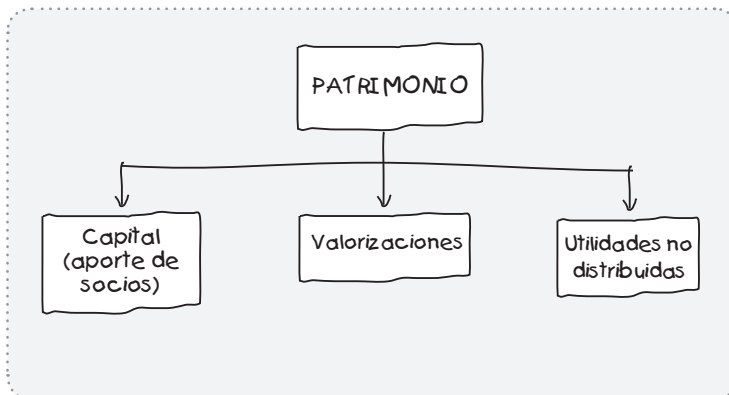 PATRIMONIO
Capital
(aporte de
socios)
Valorizaciones
Utilidades no
distribuidas